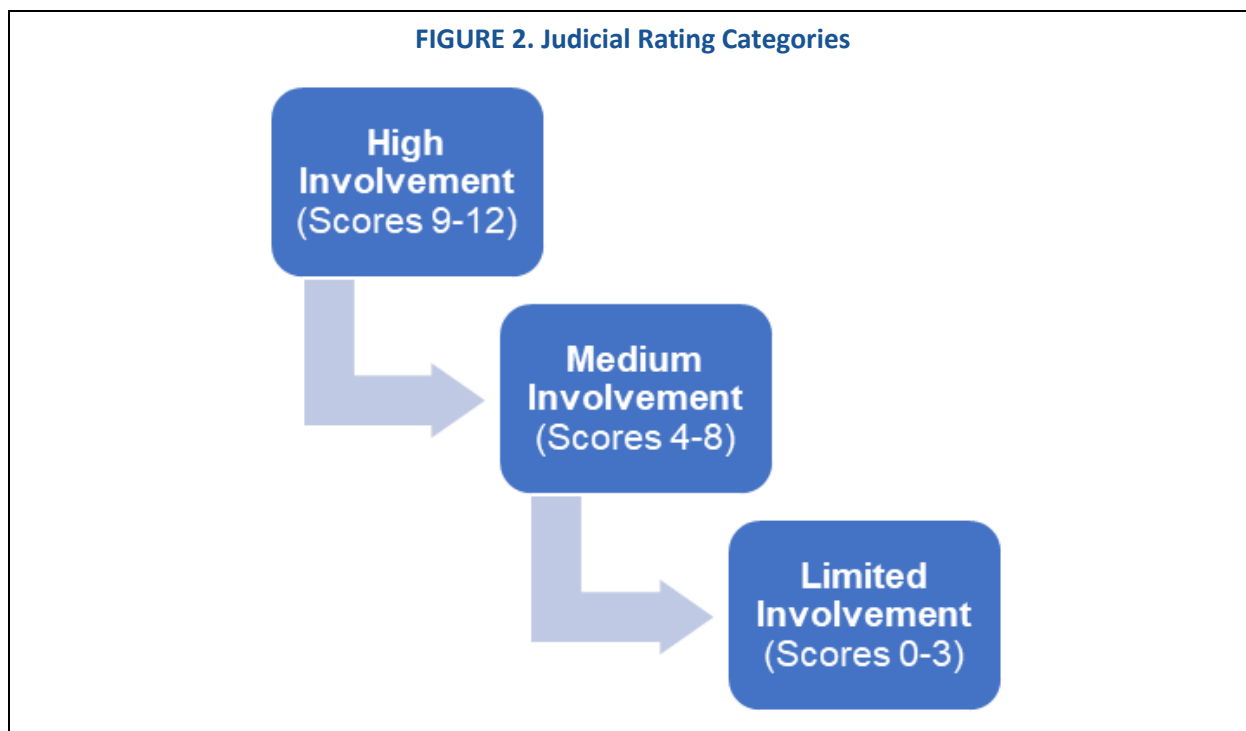 FIGURE 2. Judicial Rating Categories
High
Involvement
(Scores 9-12)
Medium
Involvement
(Scores 4-8)
Limited
Involvement
(Scores 0-3)